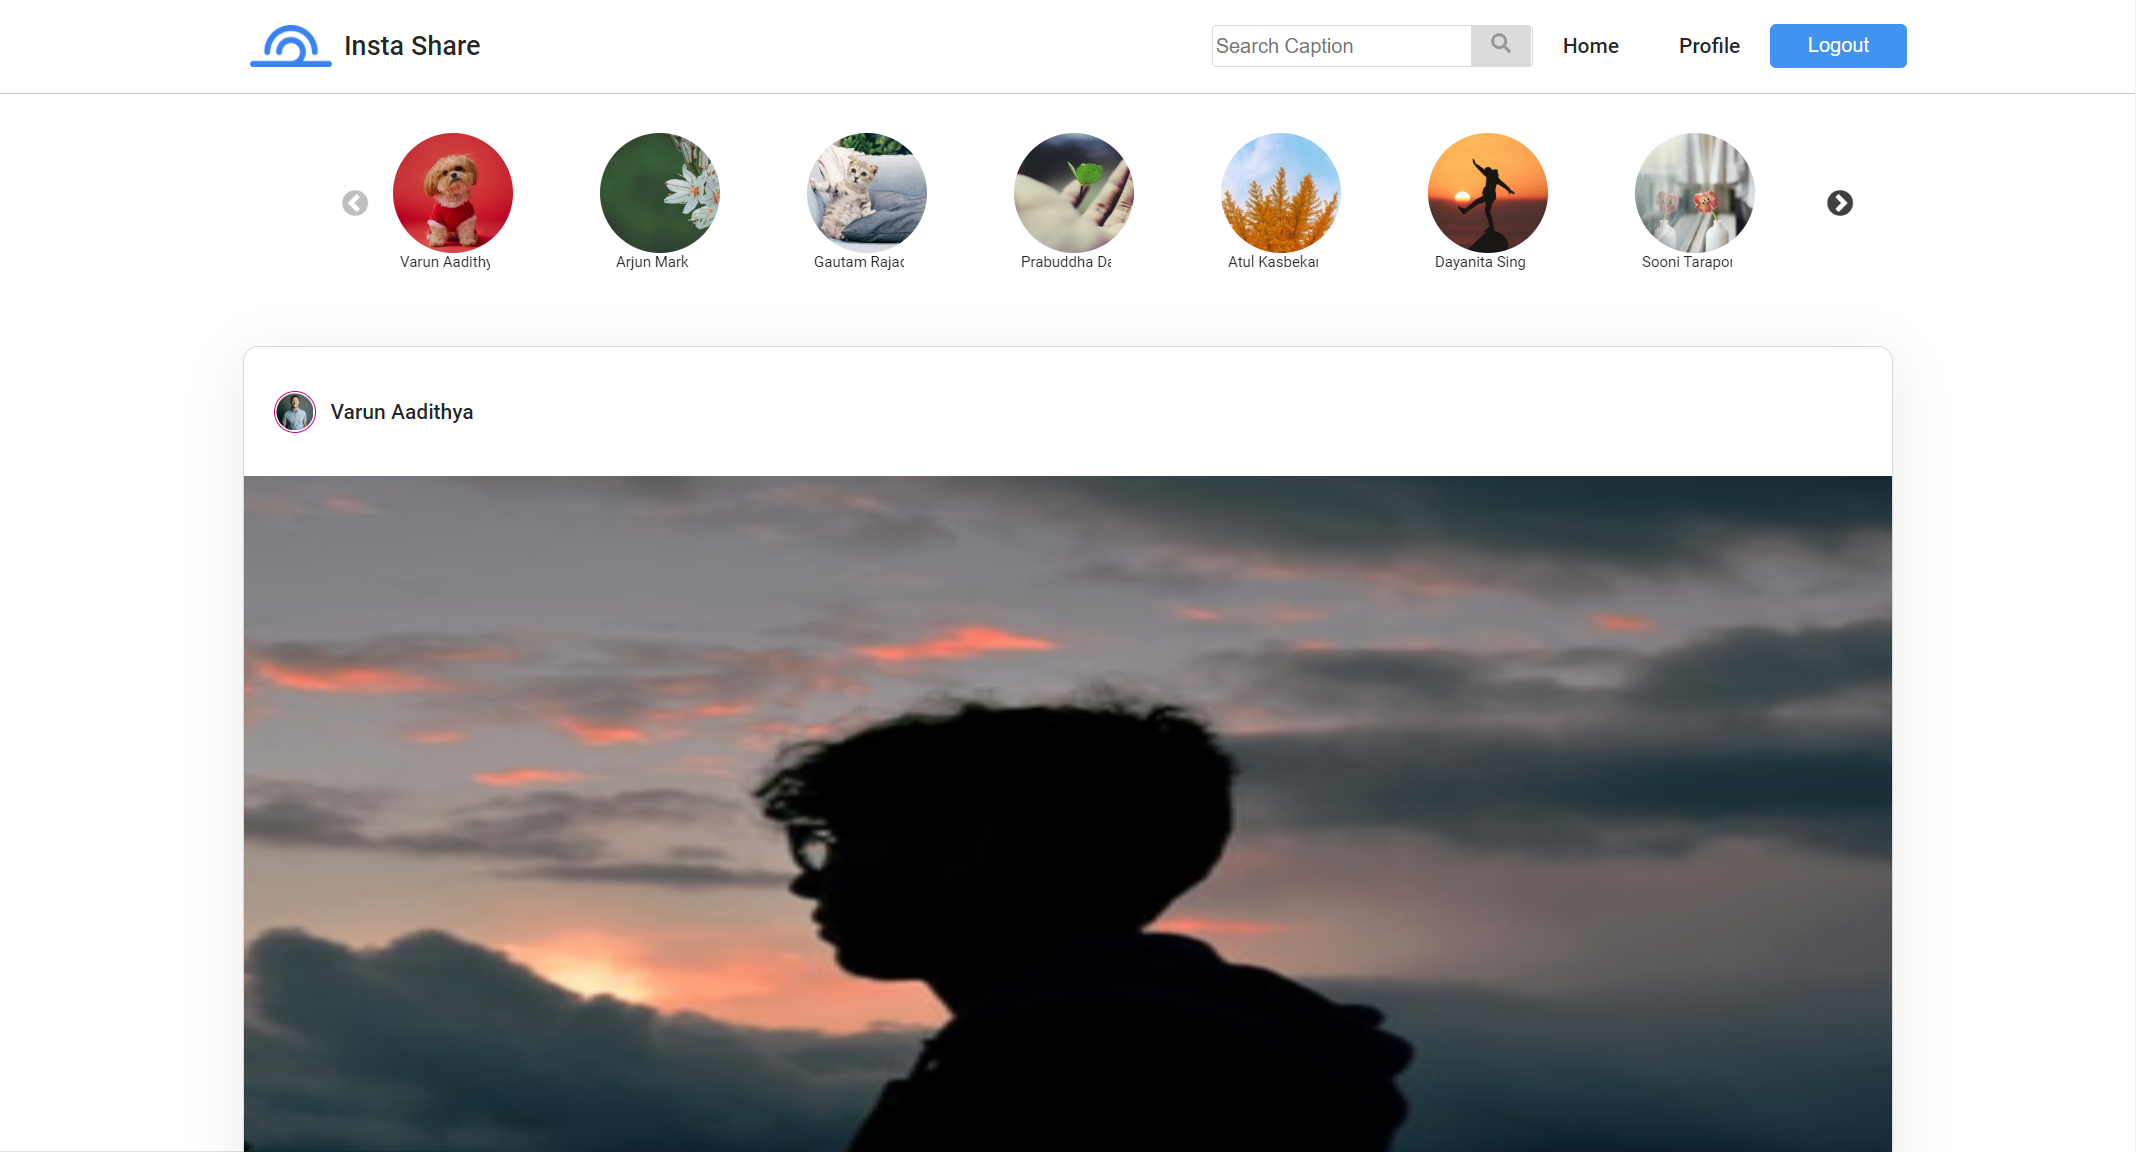 Insta Share
Search Caption
Home
Profile
Logout
Varun Aadithy
Arjun Mark
Gautam Rajac
Prabuddha Da
Atul Kasbekar
Dayanita Sing
Sooni Tarapor
Varun Aadithya